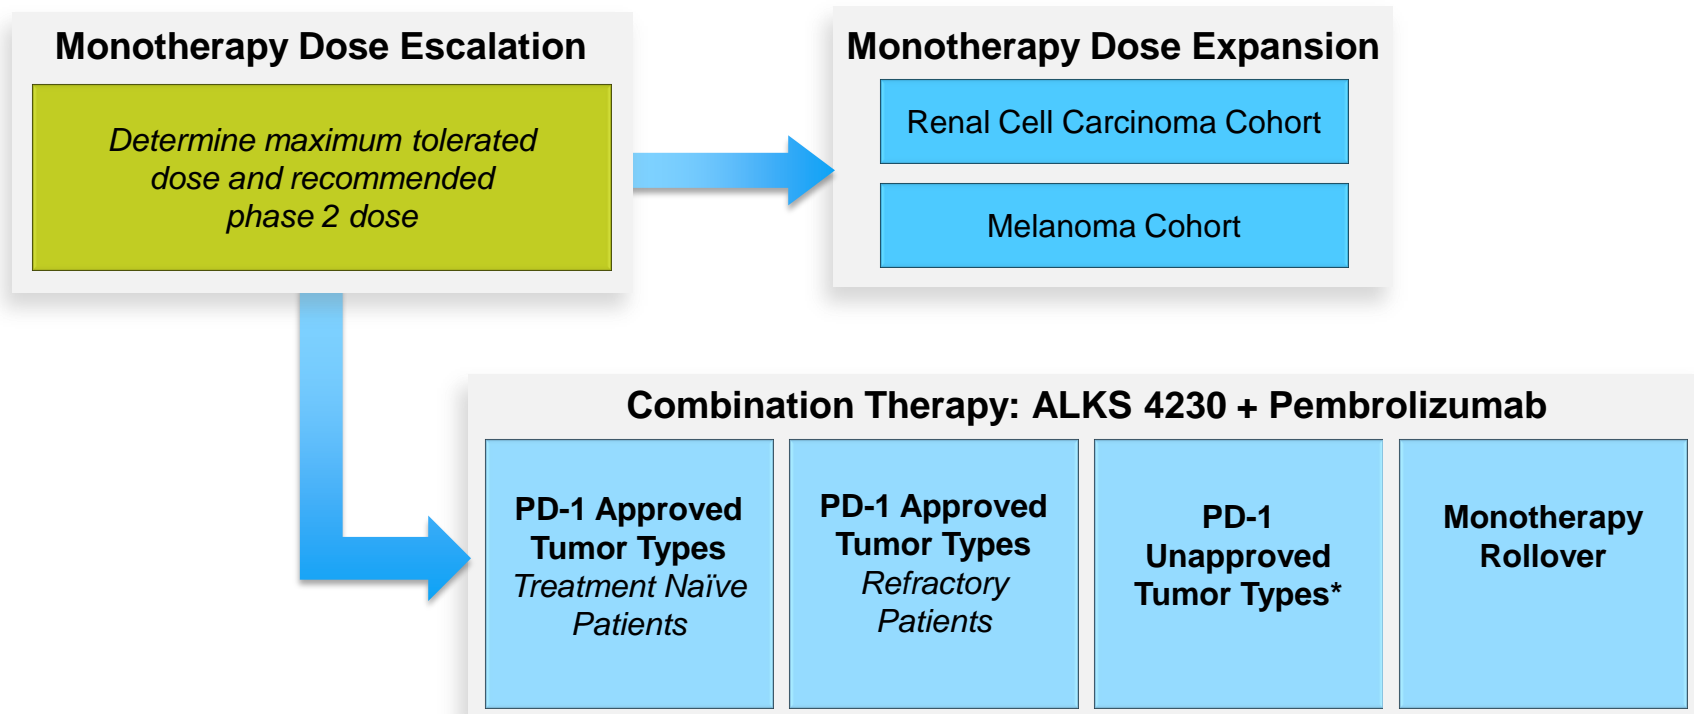 Monotherapy Dose Escalation
Determine maximum tolerated
dose and recommended
phase 2 dose
Monotherapy Dose Expansion
Renal Cell Carcinoma Cohort
Melanoma Cohort
Combination Therapy: ALKS 4230 + Pembrolizumab
PD-1 Approved
Tumor Types
Treatment Naïve
Patients
PD-1 Approved
Tumor Types
Refractory
Patients
PD-1
Unapproved
Tumor Types*
Monotherapy
Rollover